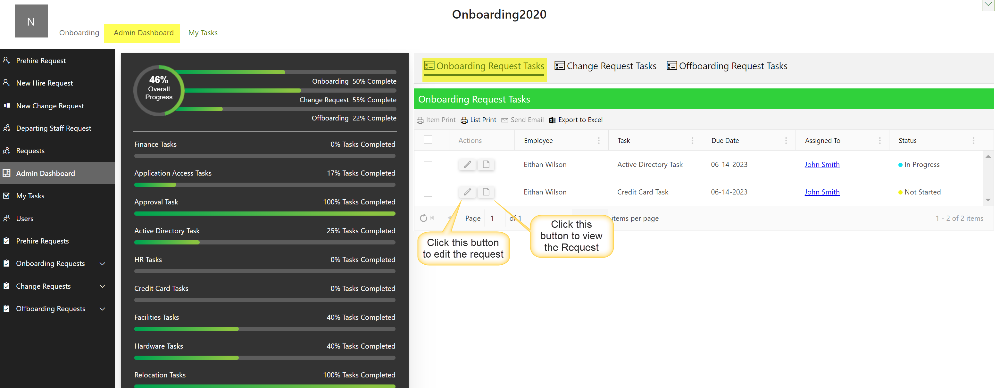 Onboarding2020
N
Onboarding Admin Dashboard My Tasks
Prehire Request
New Hire Request
New Change Request
Departing Staff Request
Requests
Admin Dashboard
My Tasks
Users
Prehire Requests
Onboarding Requests
Change Requests
Offboarding Requests
46%
Overall
Progress
Onboarding 50% Complete
Change Request 55% Complete
Offboarding 22% Complete
Finance Tasks 0% Tasks Completed
Application Access Tasks 17% Tasks Completed
Approval Task 100% Tasks Completed
Active Directory Task 25% Tasks Completed
HR Tasks 0% Tasks Completed
Credit Card Tasks 0% Tasks Completed
Facilities Tasks 40% Tasks Completed
Hardware Tasks 40% Tasks Completed
Relocation Tasks 100% Tasks Completed
Onboarding Request Tasks Change Request Tasks Offboarding Request Tasks
Onboarding Request Tasks
Item Print List Print Send Email Export to Excel
Actions Employee Task Due Date Assigned To Status
Eithan Wilson Active Directory Task 06-14-2023 John Smith In Progress
Eithan Wilson Credit Card Task 06-14-2023 John Smith Not Started
Page 1 of 1 items per page 1 - 2 of 2 items
Click this button
to edit the request
Click this
button to view
the Request